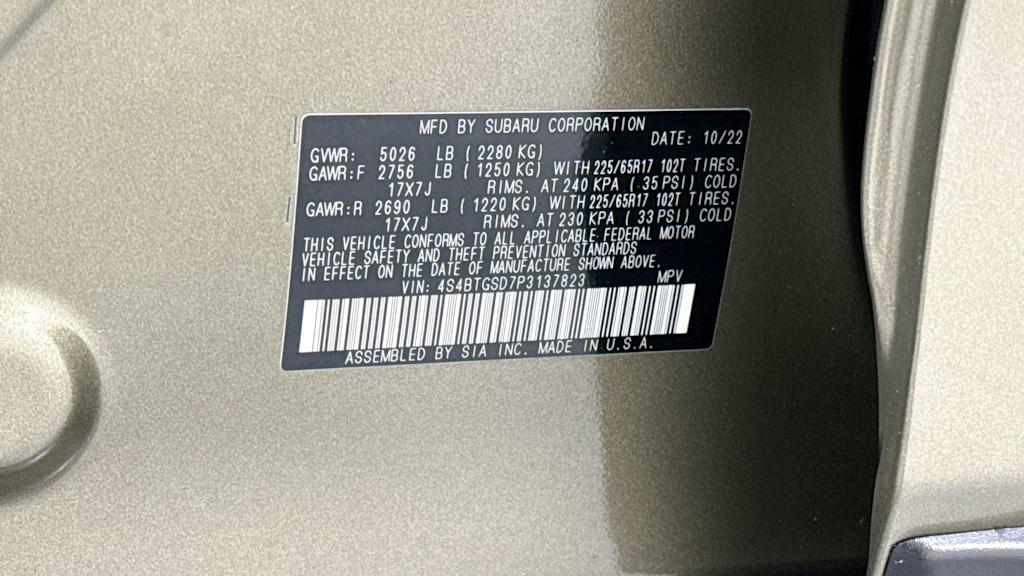 MFD BY SUBARU CORPORATION
DATE: 10/22
GVWR: 5026 LB ( 2280 KG)
GAWR:F 2756 LB ( 1250 KG) WITH 225/65R17 102T TIRES.
17X7J RIMS. AT 240 KPA ( 35 PSI) COLD
GAWR:R 2690 LB ( 1220 KG) WITH 225/65R17 102T TIRES.
17X7J RIMS. AT 230 KPA ( 33 PSI) COLD
THIS VEHICLE CONFORMS TO ALL APPLICABLE FEDERAL MOTOR
VEHICLE SAFETY AND THEFT PREVENTION STANDARDS
IN EFFECT ON THE DATE OF MANUFACTURE SHOWN ABOVE.
VIN: 4S4BTGSD7P3137823 MPV
ASSEMBLED BY SIA INC. MADE IN U.S.A.